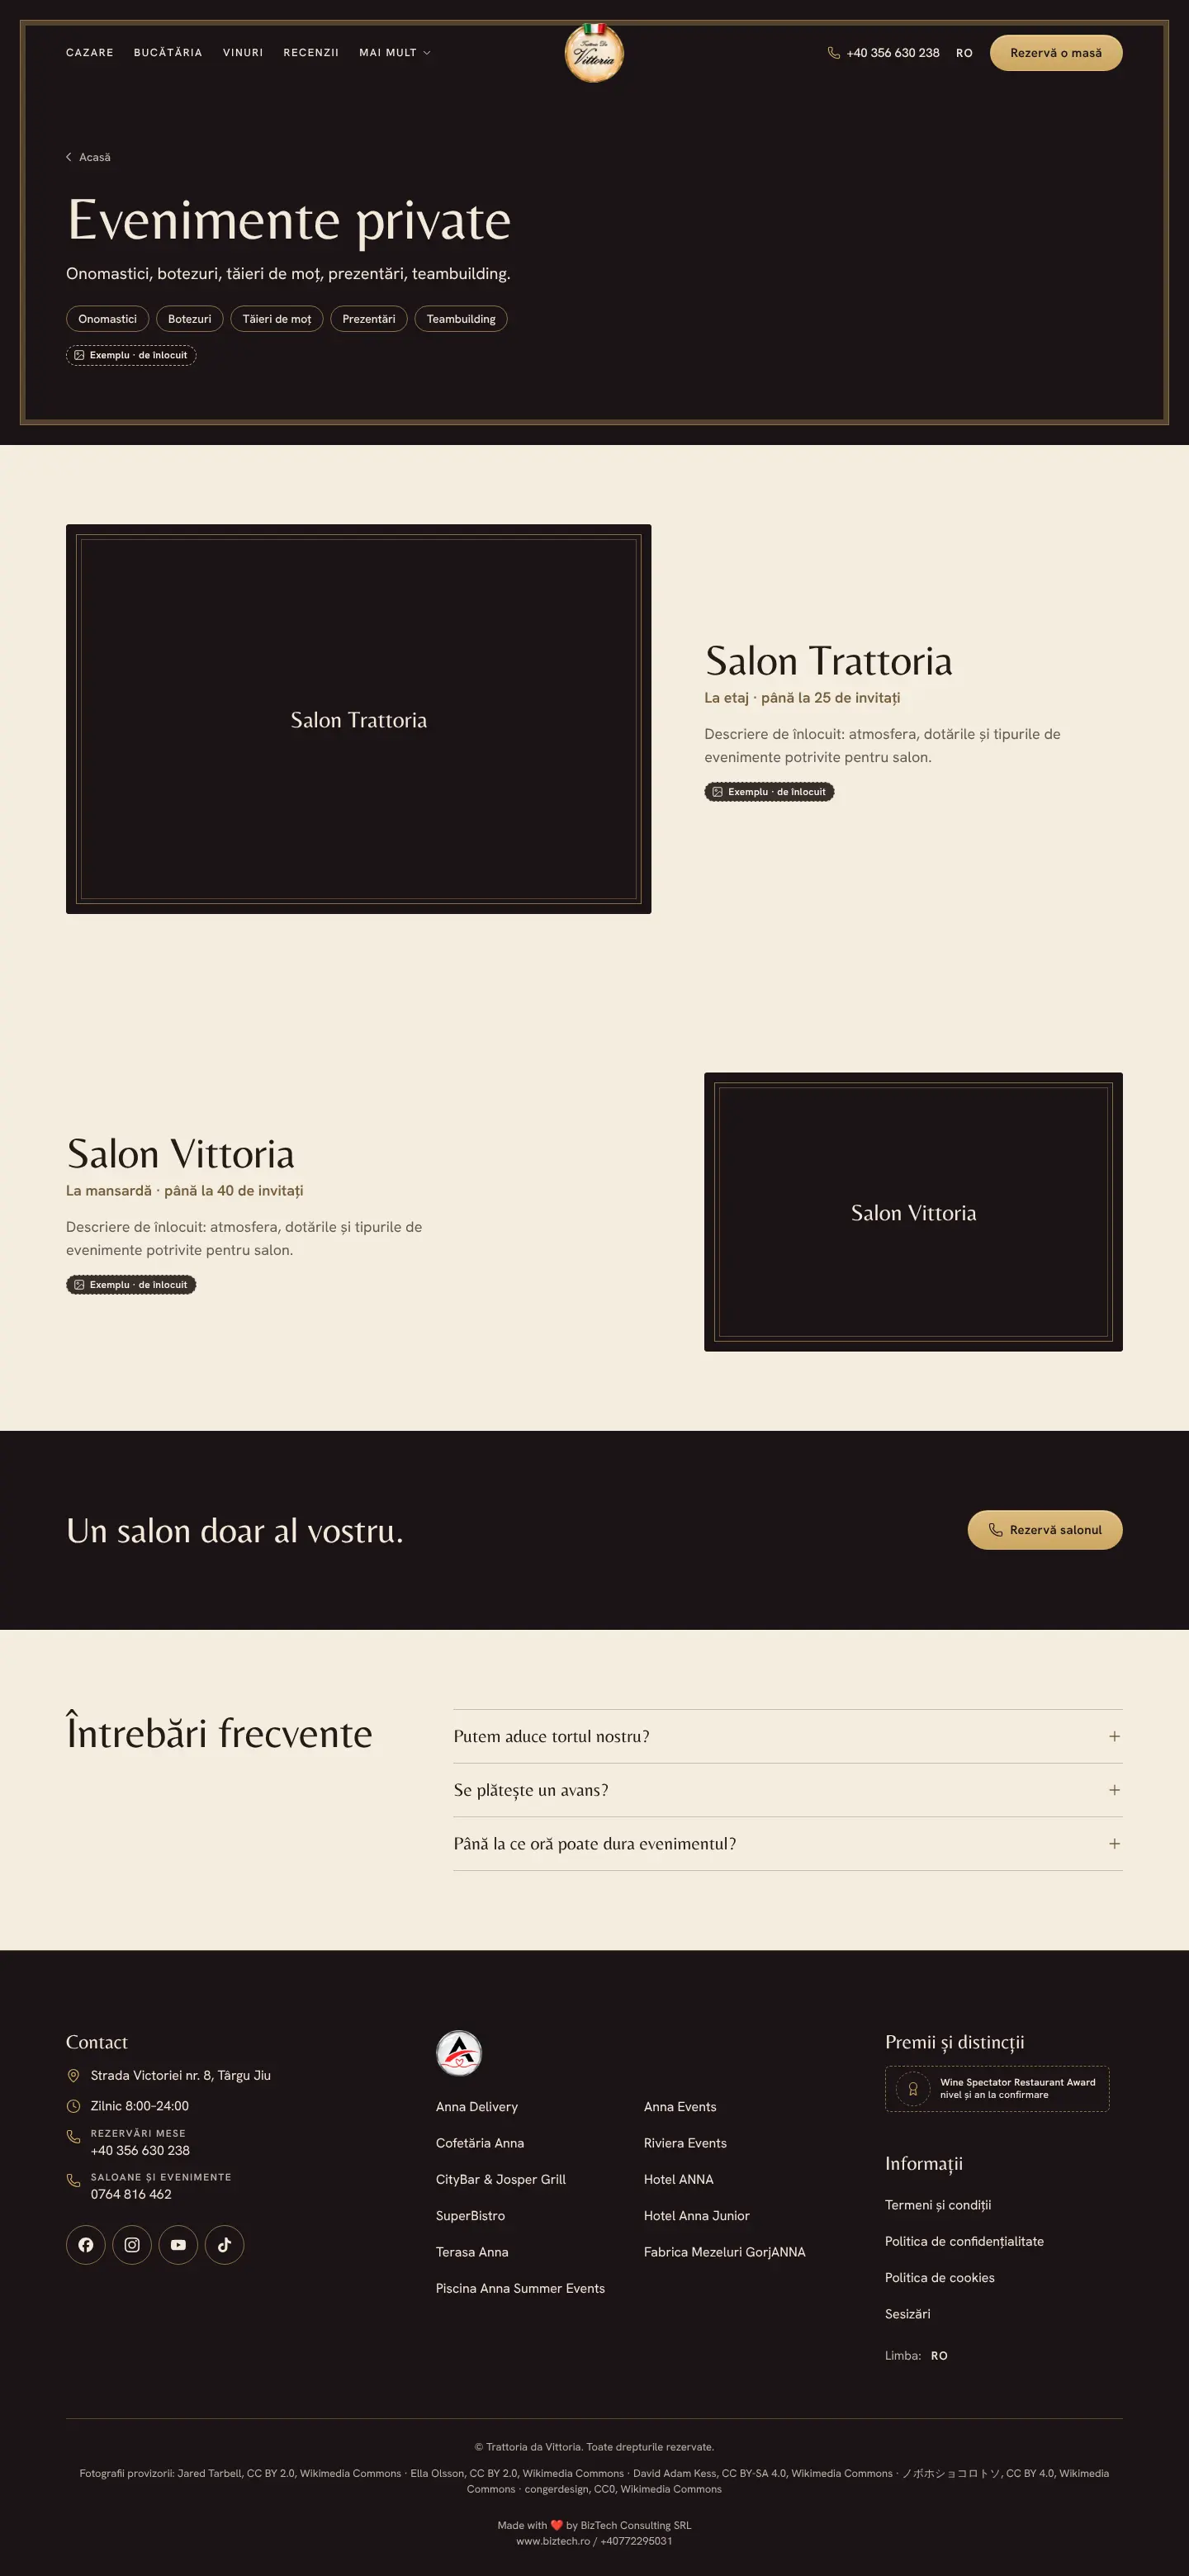 CAZARE
BUCĂTĂRIA
VINURI
RECENZII
MAI MULT
Trattoria Da
Vittoria
+40 356 630 238
RO
Rezervă o masă
Acasă
Evenimente private
Onomastici, botezuri, tăieri de moț, prezentări, teambuilding.
Onomastici
Botezuri
Tăieri de moț
Prezentări
Teambuilding
Exemplu · de înlocuit
Salon Trattoria
Salon Trattoria
La etaj · până la 25 de invitați
Descriere de înlocuit: atmosfera, dotările și tipurile de
evenimente potrivite pentru salon.
Exemplu · de înlocuit
Salon Vittoria
La mansardă · până la 40 de invitați
Descriere de înlocuit: atmosfera, dotările și tipurile de
evenimente potrivite pentru salon.
Exemplu · de înlocuit
Salon Vittoria
Un salon doar al vostru.
Rezervă salonul
Întrebări frecvente
Putem aduce tortul nostru?
Se plătește un avans?
Până la ce oră poate dura evenimentul?
Contact
Strada Victoriei nr. 8, Târgu Jiu
Zilnic 8:00–24:00
REZERVĂRI MESE
+40 356 630 238
SALOANE ȘI EVENIMENTE
0764 816 462
Anna Delivery
Cofetăria Anna
CityBar & Josper Grill
SuperBistro
Terasa Anna
Piscina Anna Summer Events
Anna Events
Riviera Events
Hotel ANNA
Hotel Anna Junior
Fabrica Mezeluri GorjANNA
Premii și distincții
Wine Spectator Restaurant Award
nivel și an la confirmare
Informații
Termeni și condiții
Politica de confidențialitate
Politica de cookies
Sesizări
Limba: RO
© Trattoria da Vittoria. Toate drepturile rezervate.
Fotografii provizorii: Jared Tarbell, CC BY 2.0, Wikimedia Commons · Ella Olsson, CC BY 2.0, Wikimedia Commons · David Adam Kess, CC BY-SA 4.0, Wikimedia Commons · ノボホショコロトソ, CC BY 4.0, Wikimedia
Commons · congerdesign, CC0, Wikimedia Commons
Made with ❤️ by BizTech Consulting SRL
www.biztech.ro / +40772295031